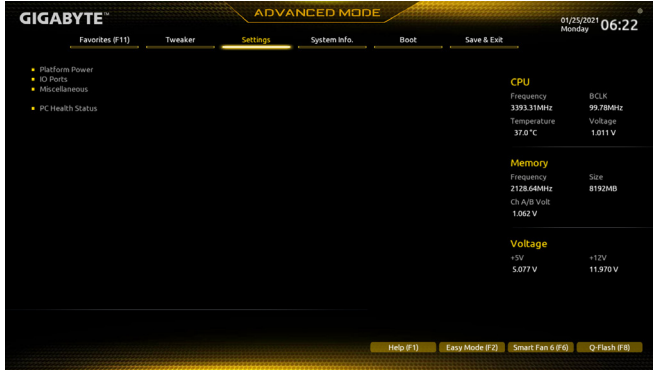 GIGABYTE™
ADVANCED MODE
01/25/2021 Monday 06:22
Favorites (F11) Tweaker Settings System Info. Boot Save & Exit
Platform Power
IO Ports
Miscellaneous
PC Health Status
CPU
Frequency BCLK
3393.31MHz 99.78MHz
Temperature Voltage
37.0 °C 1.011 V
Memory
Frequency Size
2128.64MHz 8192MB
Ch A/B Volt
1.062 V
Voltage
+5V +12V
5.077 V 11.970 V
Help (F1) Easy Mode (F2) Smart Fan 6 (F6) Q-Flash (F8)